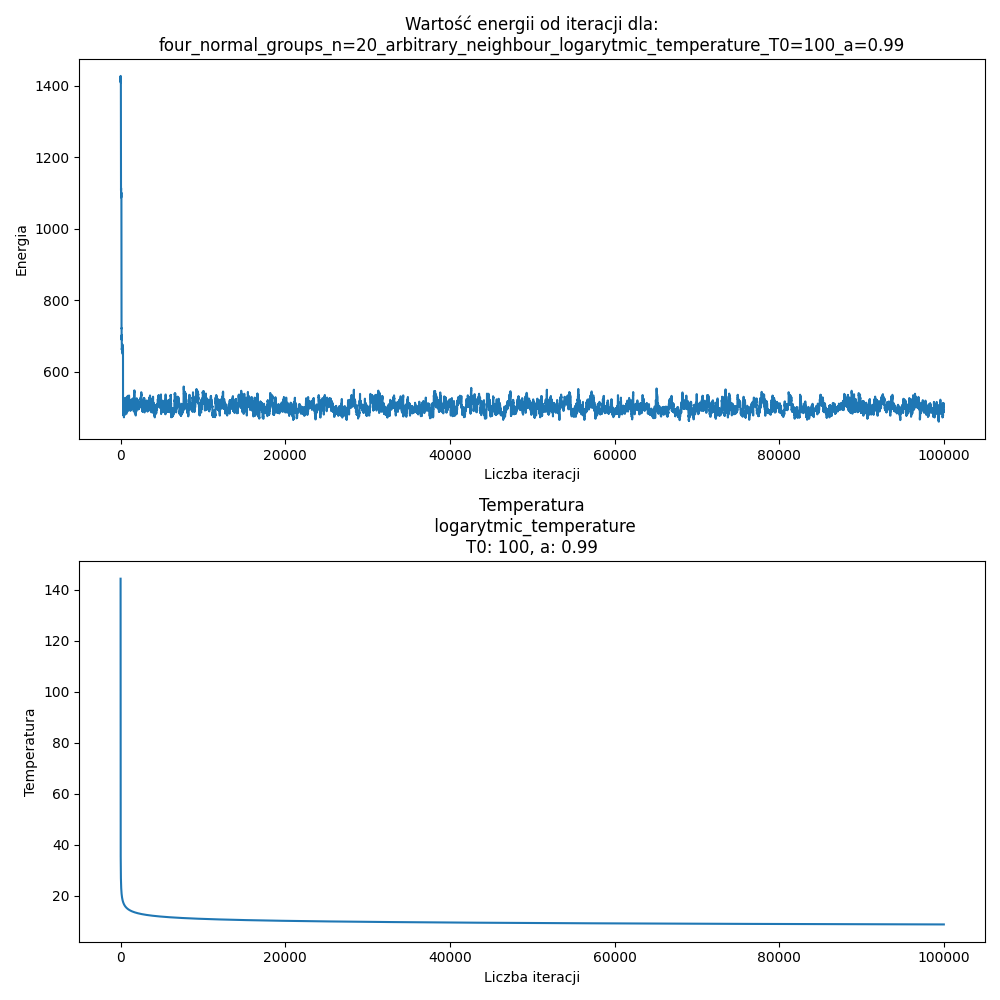 Wartość energii od iteracji dla:
four_normal_groups_n=20_arbitrary_neighbour_logarytmic_temperature_T0=100_a=0.99
1400
1200
1000
800
600
Energia
0 20000 40000 60000 80000 100000
Liczba iteracji
Temperatura
logarytmic_temperature
T0: 100, a: 0.99
140
120
100
80
60
40
20
Temperatura
0 20000 40000 60000 80000 100000
Liczba iteracji